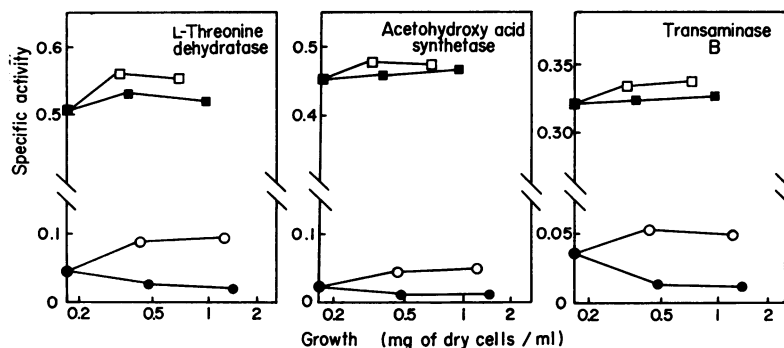 L-Threonine
dehydratase
Acetohydroxy acid
synthetase
Transaminase
B
Specific activity
0.6
0.5
0.1
0
0.5
0.4
0.1
0
0.35
0.30
0.05
0
0.2 0.5 1 2
0.2 0.5 1 2
0.2 0.5 1 2
Growth (mg of dry cells / ml)